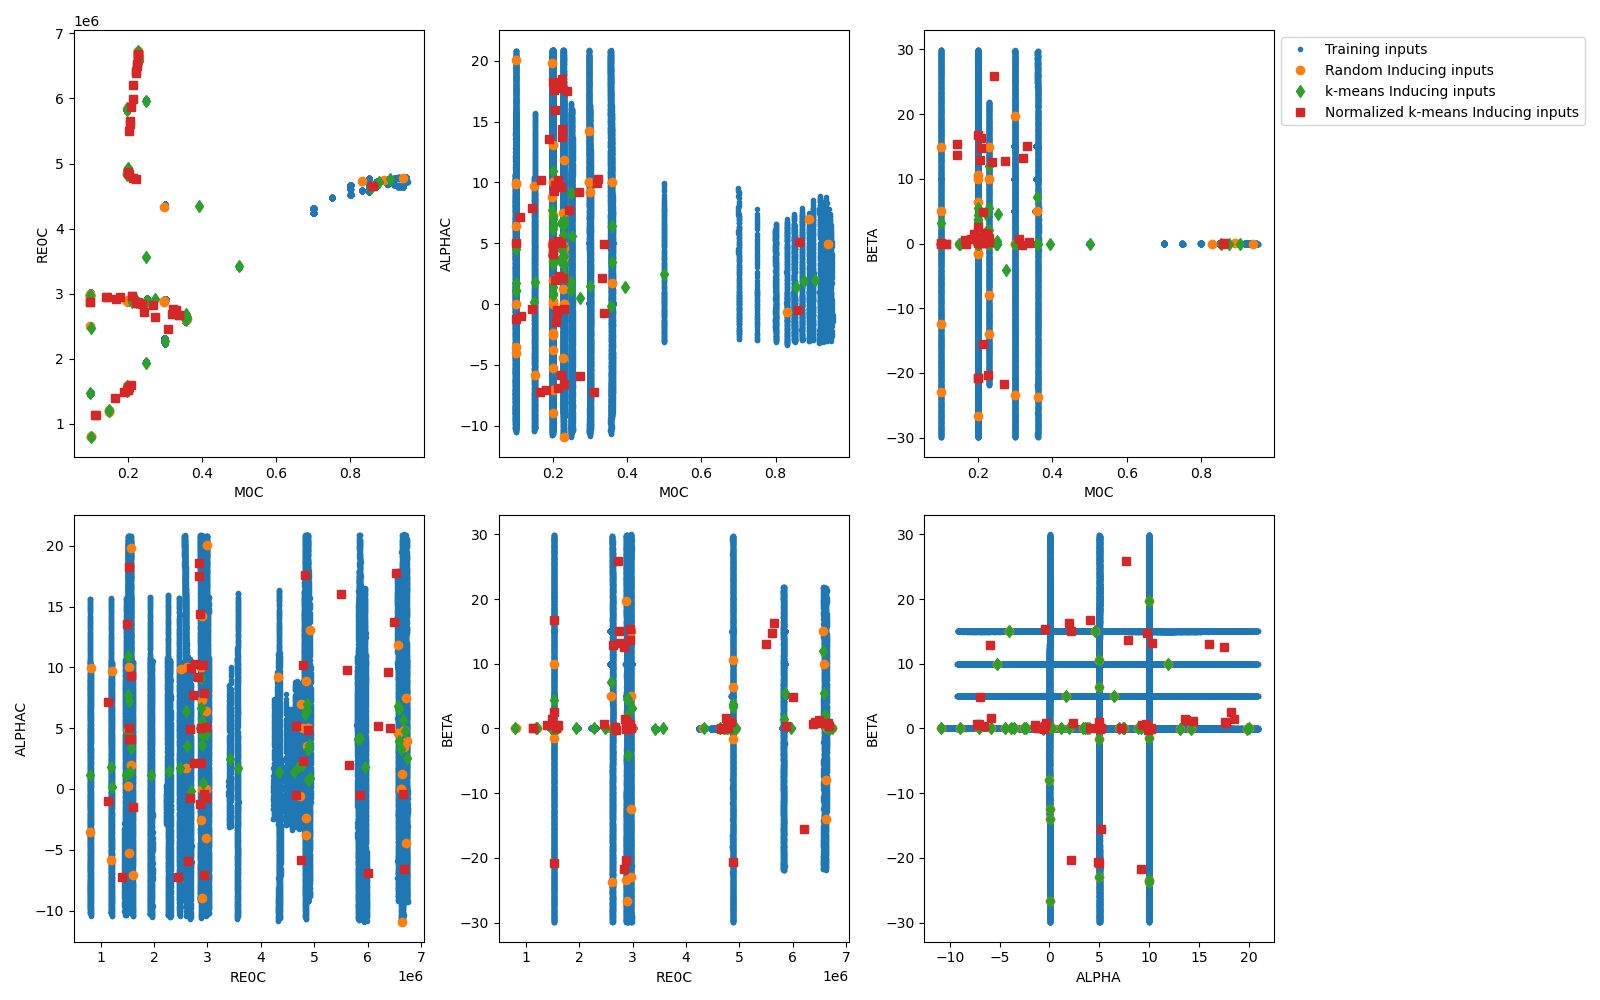 1e6
7
6
5
4
3
2
1
RE0C
0.2 0.4 0.6 0.8
M0C
20
15
10
5
0
−5
−10
ALPHAC
0.2 0.4 0.6 0.8
M0C
30
20
10
0
−10
−20
−30
BETA
0.2 0.4 0.6 0.8
M0C
Training inputs
Random Inducing inputs
k-means Inducing inputs
Normalized k-means Inducing inputs
20
15
10
5
0
−5
−10
ALPHAC
1 2 3 4 5 6 7
1e6
RE0C
30
20
10
0
−10
−20
−30
BETA
1 2 3 4 5 6 7
1e6
RE0C
30
20
10
0
−10
−20
−30
BETA
−10 −5 0 5 10 15 20
ALPHA